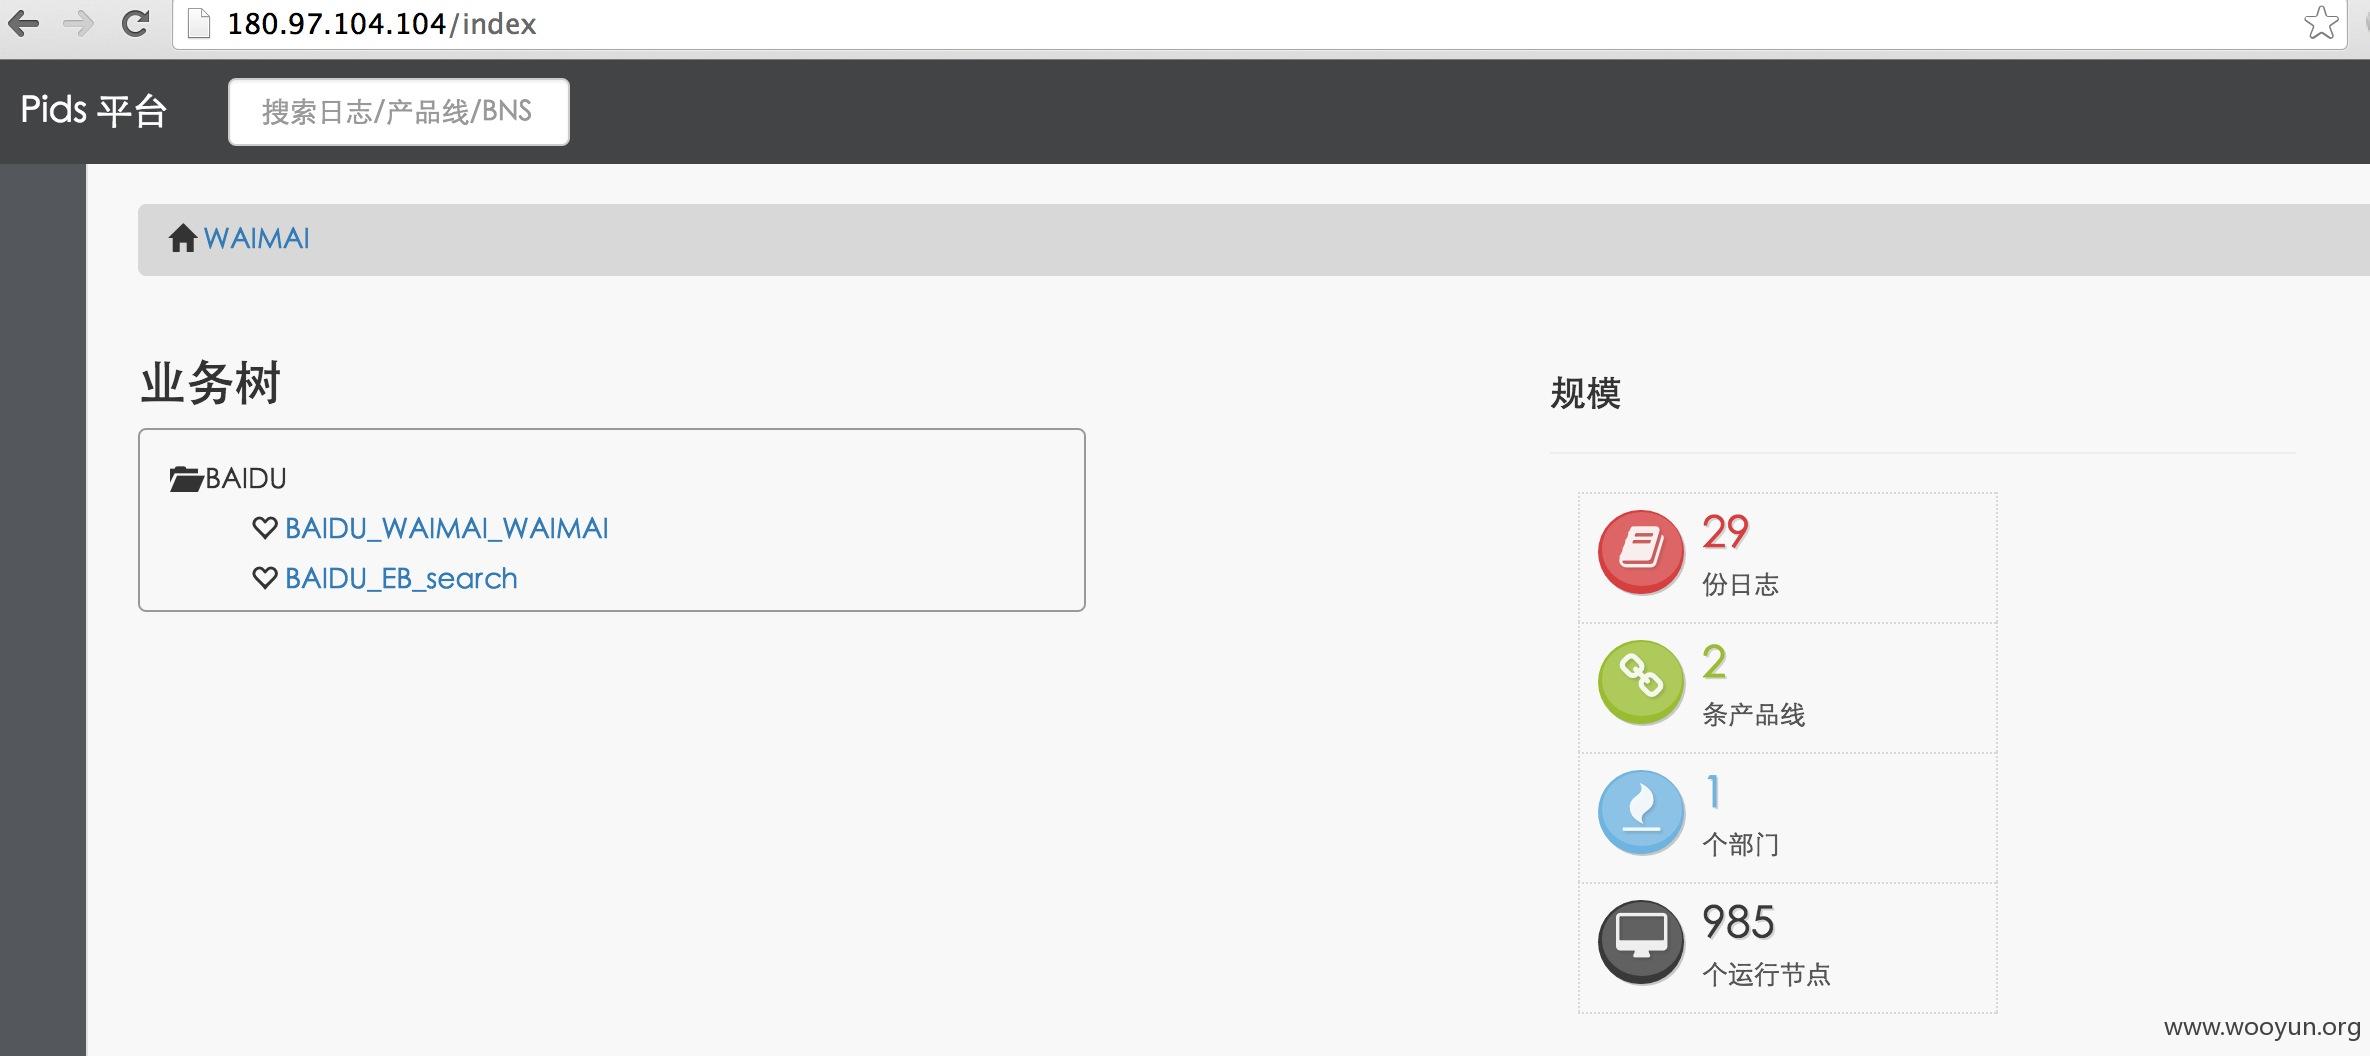 180.97.104.104/index
Pids 平台
搜索日志/产品线/BNS
WAIMAI
业务树
BAIDU
BAIDU_WAIMAI_WAIMAI
BAIDU_EB_search
规模
29
份日志
2
条产品线
1
个部门
985
个运行节点
www.wooyun.org